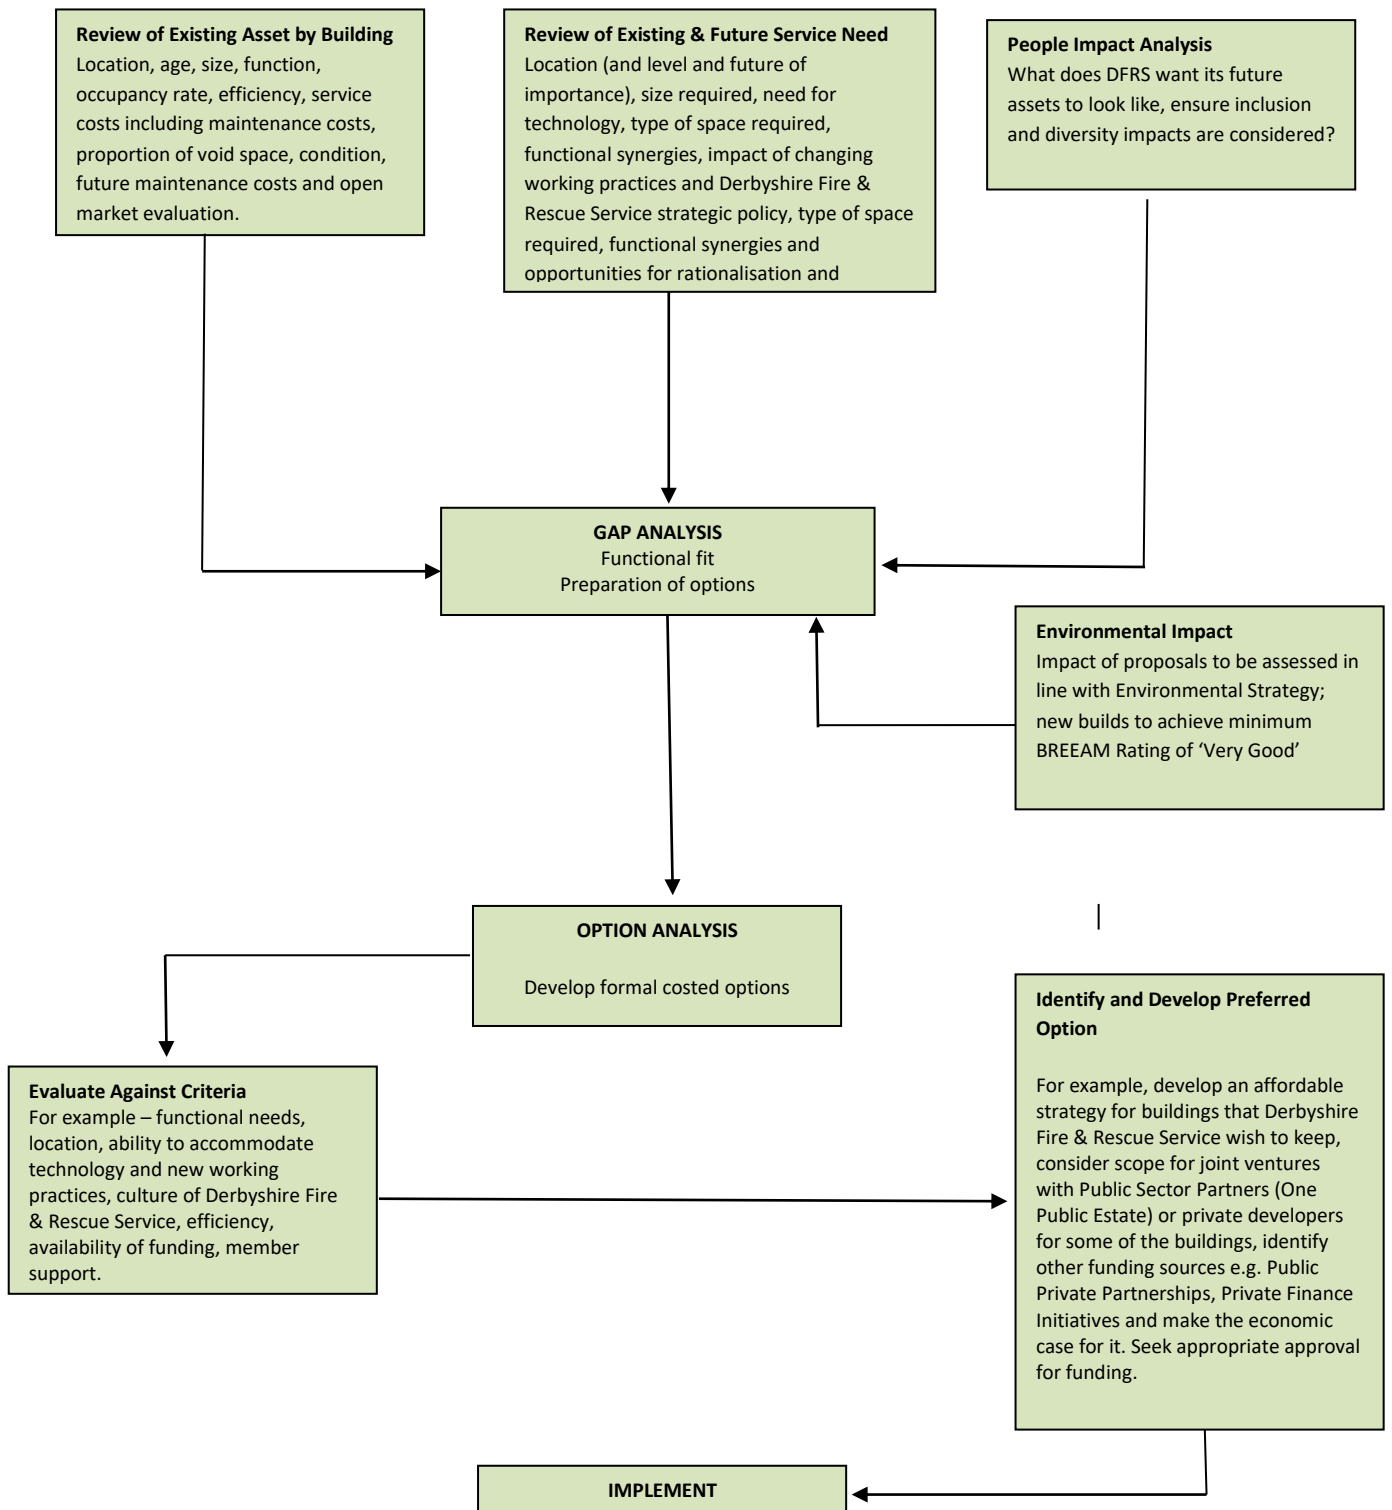 Review of Existing Asset by Building
Location, age, size, function,
occupancy rate, efficiency, service
costs including maintenance costs,
proportion of void space, condition,
future maintenance costs and open
market evaluation.
Review of Existing & Future Service Need
Location (and level and future of
importance), size required, need for
technology, type of space required,
functional synergies, impact of changing
working practices and Derbyshire Fire &
Rescue Service strategic policy, type of space
required, functional synergies and
opportunities for rationalisation and
People Impact Analysis
What does DFRS want its future
assets to look like, ensure inclusion
and diversity impacts are considered?
GAP ANALYSIS
Functional fit
Preparation of options
Environmental Impact
Impact of proposals to be assessed in
line with Environmental Strategy;
new builds to achieve minimum
BREEAM Rating of ‘Very Good’
OPTION ANALYSIS
Develop formal costed options
Evaluate Against Criteria
For example – functional needs,
location, ability to accommodate
technology and new working
practices, culture of Derbyshire Fire
& Rescue Service, efficiency,
availability of funding, member
support.
Identify and Develop Preferred
Option
For example, develop an affordable
strategy for buildings that Derbyshire
Fire & Rescue Service wish to keep,
consider scope for joint ventures
with Public Sector Partners (One
Public Estate) or private developers
for some of the buildings, identify
other funding sources e.g. Public
Private Partnerships, Private Finance
Initiatives and make the economic
case for it. Seek appropriate approval
for funding.
IMPLEMENT